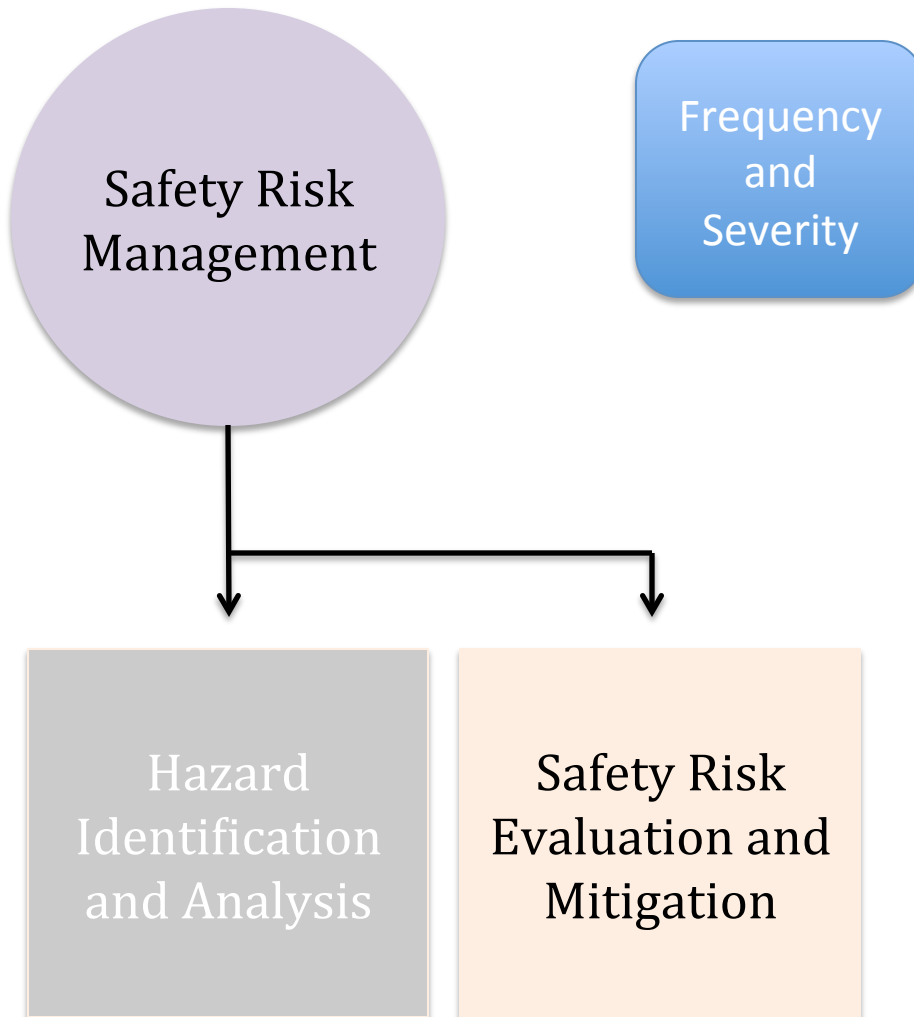 Safety Risk
Management
Frequency
and
Severity
Hazard
Identification
and Analysis
Safety Risk
Evaluation and
Mitigation